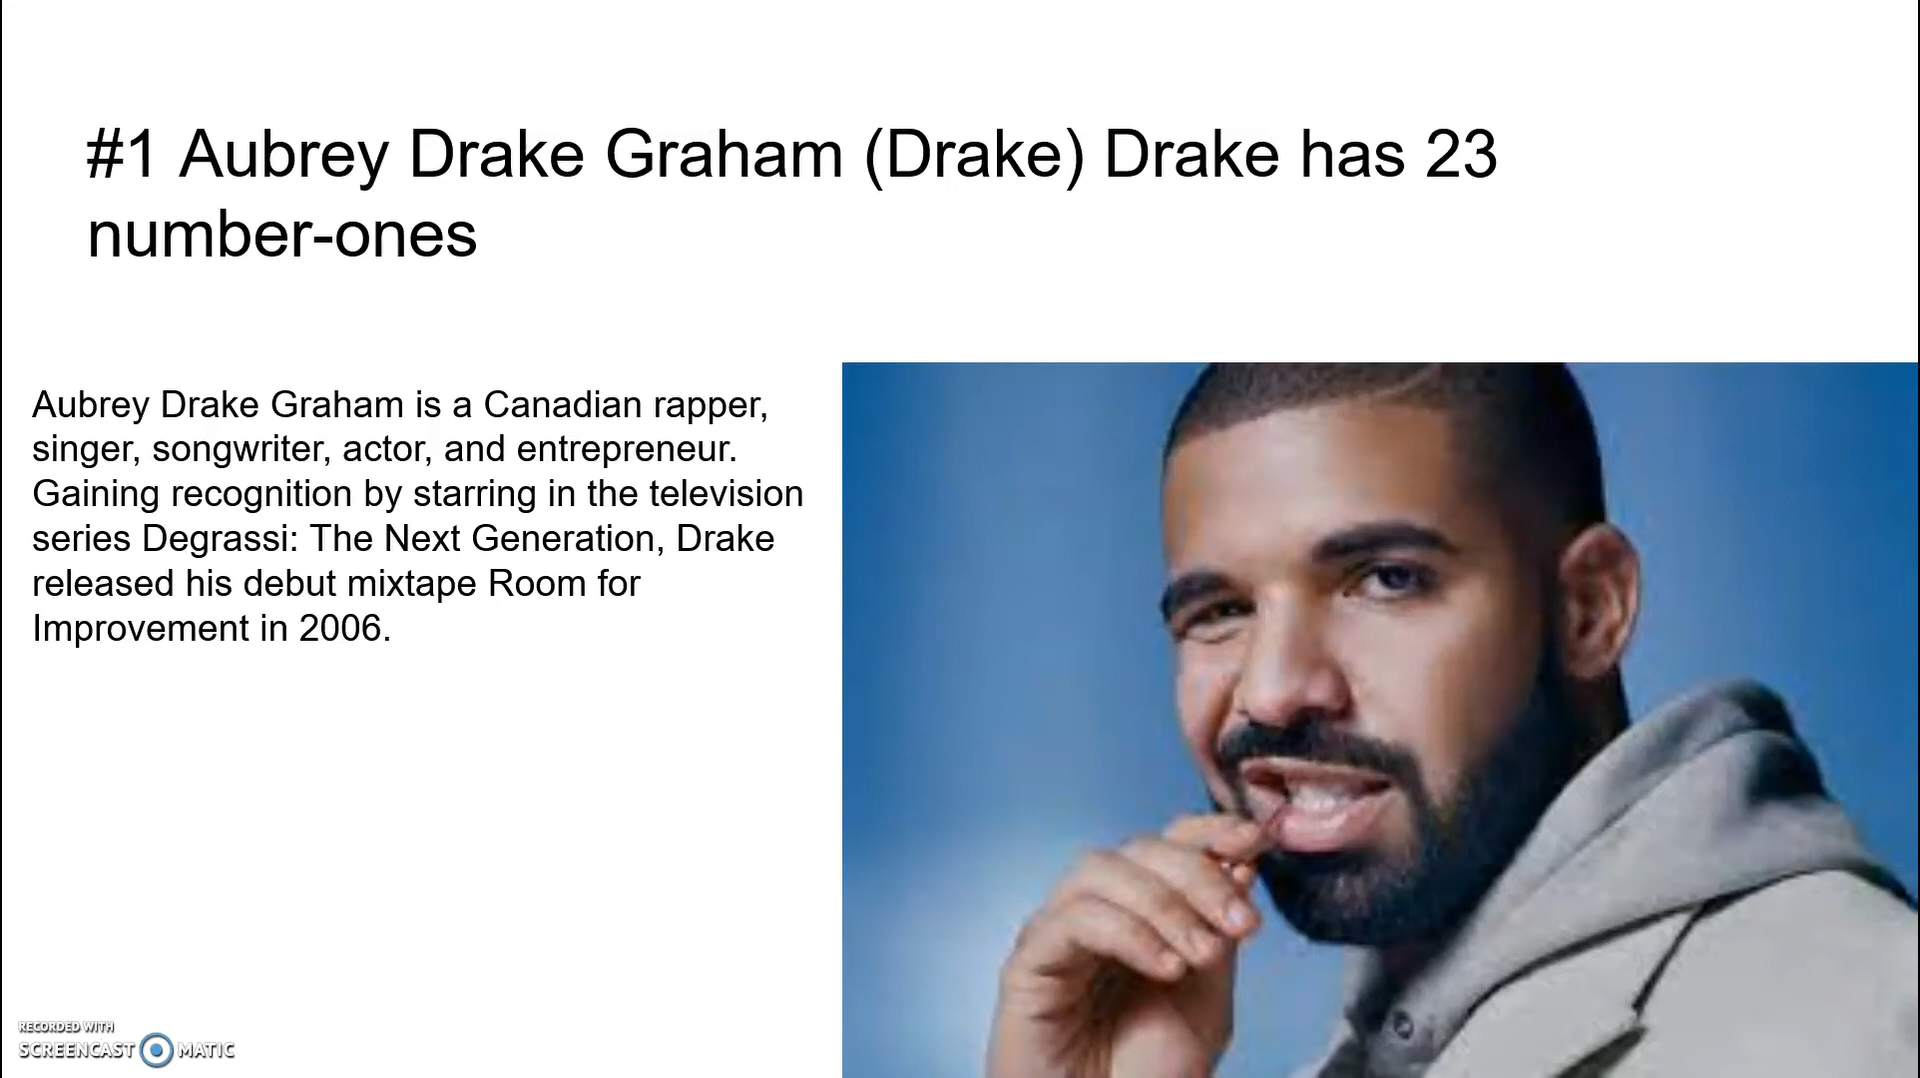 #1 Aubrey Drake Graham (Drake) Drake has 23
number-ones
Aubrey Drake Graham is a Canadian rapper,
singer, songwriter, actor, and entrepreneur.
Gaining recognition by starring in the television
series Degrassi: The Next Generation, Drake
released his debut mixtape Room for
Improvement in 2006.
RECORDED WITH
SCREENCAST MATIC